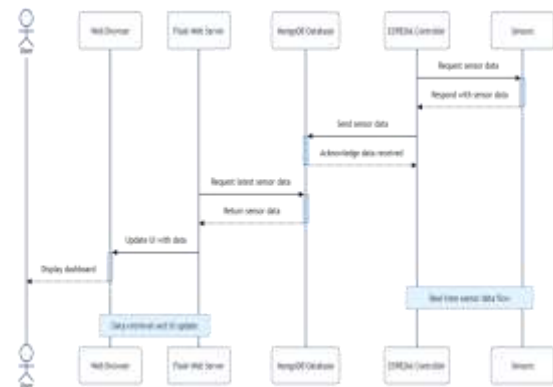 User
Web Browser
Flask Web Server
MongoDB Database
Controller
Sensors
Request sensor data
Respond with sensor data
Send sensor data
Acknowledge data received
Request latest sensor data
Return sensor data
Update UI with data
Display dashboard
Real-time sensor data flow
Data retrieval and UI update
User
Web Browser
Flask Web Server
MongoDB Database
Controller
Sensors